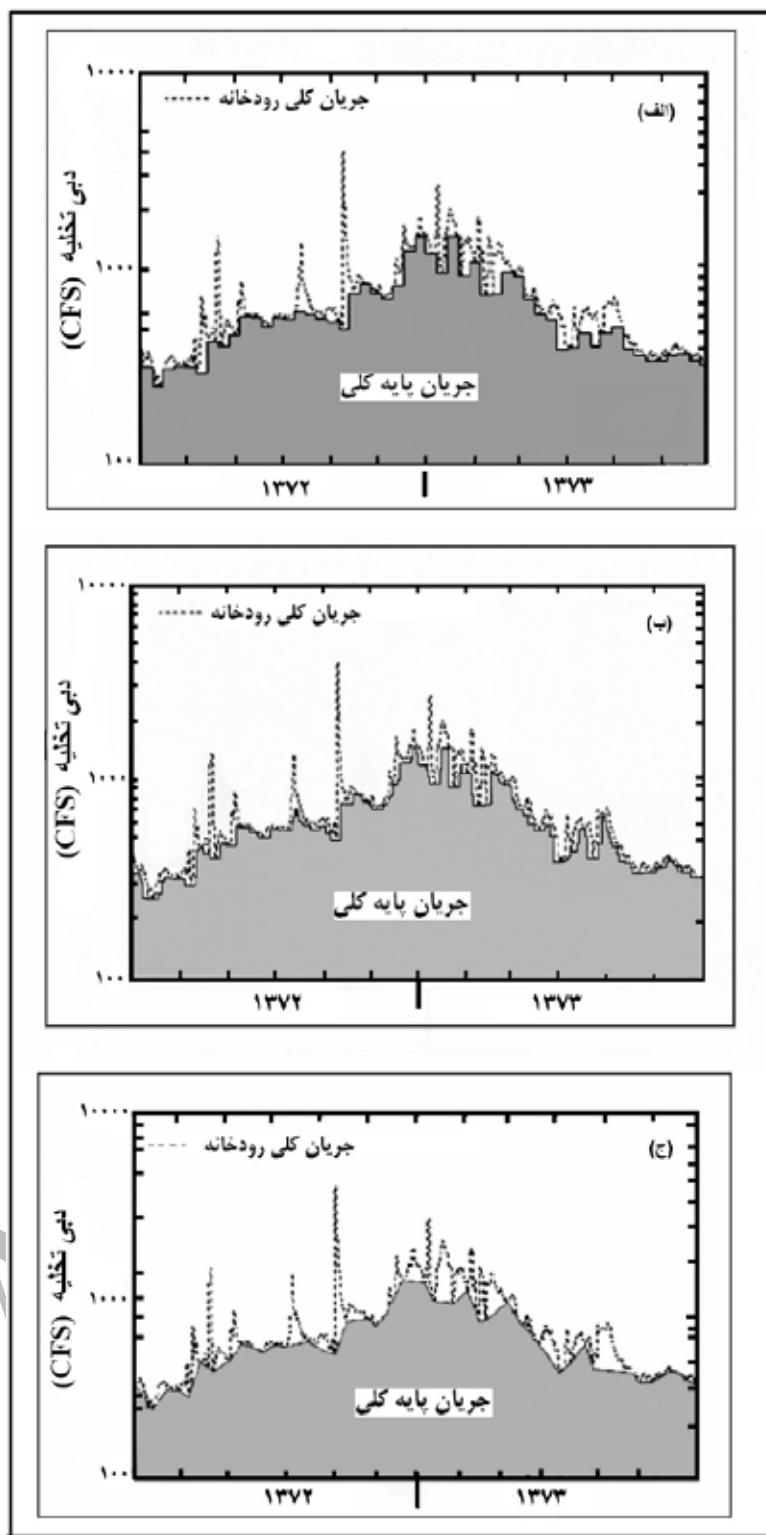 ۱۰۰۰۰
جریان کلی رودخانه
(الف)
دبی تخلیه (CFS)
۱۰۰۰
جریان پایه کلی
۱۰۰
۱۳۷۲
۱۳۷۳
۱۰۰۰۰
جریان کلی رودخانه
(ب)
دبی تخلیه (CFS)
۱۰۰۰
جریان پایه کلی
۱۰۰
۱۳۷۲
۱۳۷۳
۱۰۰۰۰
جریان کلی رودخانه
(ج)
دبی تخلیه (CFS)
۱۰۰۰
جریان پایه کلی
۱۰۰
۱۳۷۲
۱۳۷۳